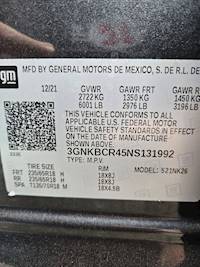 gm
MFD BY GENERAL MOTORS DE MEXICO, S. DE R.L. DE
12/21 GVWR GAWR FRT GAWR
2722 KG 1350 KG 1450 KG
6001 LB 2976 LB 3196 LB
THIS VEHICLE CONFORMS TO ALL
APPLICABLE U.S. FEDERAL MOTOR
VEHICLE SAFETY STANDARDS IN EFFECT
ON THE DATE OF MANUFACTURE
3GNKBCR45NS131992
TYPE: M.P.V. MODEL: 521NK26
TIRE SIZE RIM
FRT 235/65R18 H 18X8J
RR 235/65R18 H 18X8J
SPA T135/70R18 M 18X4.5B